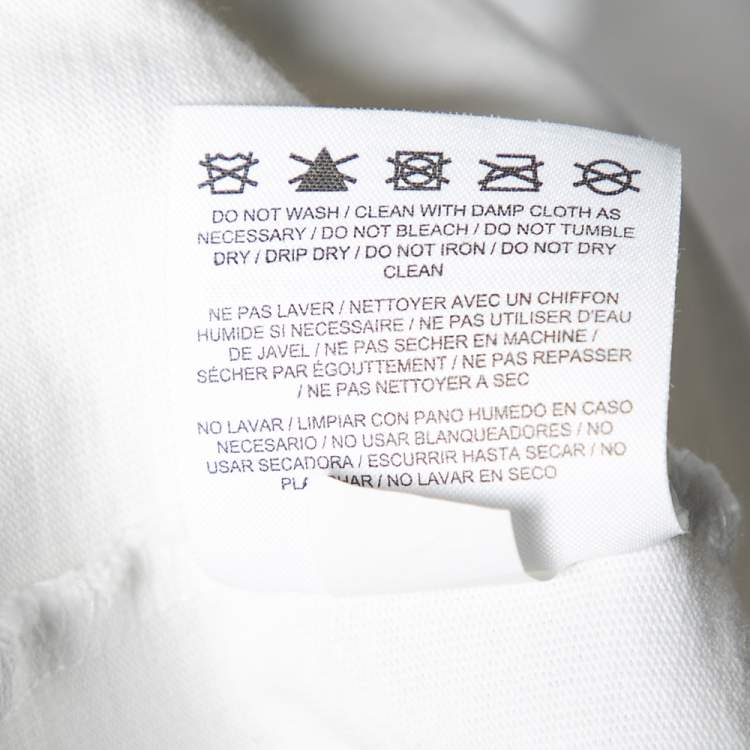 DO NOT WASH / CLEAN WITH DAMP CLOTH AS
NECESSARY / DO NOT BLEACH / DO NOT TUMBLE
DRY / DRIP DRY / DO NOT IRON / DO NOT DRY
CLEAN
NE PAS LAVER / NETTOYER AVEC UN CHIFFON
HUMIDE SI NECESSAIRE / NE PAS UTILISER D'EAU
DE JAVEL / NE PAS SECHER EN MACHINE /
SÉCHER PAR ÉGOUTTEMENT / NE PAS REPASSER
/ NE PAS NETTOYER A SEC
NO LAVAR / LIMPIAR CON PANO HUMEDO EN CASO
NECESARIO / NO USAR BLANQUEADORES / NO
USAR SECADORA / ESCURRIR HASTA SECAR / NO
/ NO LAVAR EN SECO